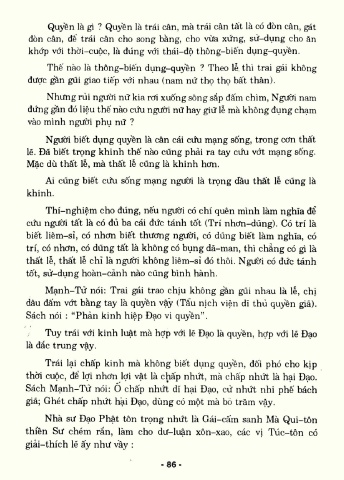 Quyền là gì ? Quyền là trái cân, mà trái cân tất là có đòn cân, gát
đòn cân, để trái cân cho song bằng, cho vừa xứng, sử-dụng cho ăn
khớp với thời-cuộc, là đúng với thái-độ thông-biến dụng-quyền.
Thế nào là thông-biến dụng-quyền ? Theo lễ thì trai gái không
được gần gũi giao tiếp với nhau (nam nữ thọ thọ bất thân).
Nhưng rủi người nữ kia rơi xuống sông sắp đấm chìm, Người nam
đứng gần đó liệu thế nào cứu người nữ hay giữ lễ mà không đụng chạm
vào mình người phụ nữ ?
Người biết dụng quyền là cần cái cứu mạng sống, trong cơn thất
lẽ. Đã biết trọng khinh thế nào cũng phải ra tay cứu vớt mạng sống.
Mặc dù thất lễ, mà thất lễ cũng là khinh hơn.
Ai cũng biết cứu sống mạng người là trọng dầu thất lễ cũng là
khinh.
Thí-nghiệm cho đúng, nếu người có chí quên mình làm nghĩa để
cứu người tất là có đủ ba cái đức tánh tốt (Trí nhơn-dũng). Có trí là
biết liêm-sỉ, có nhơn biết thương người, có dũng biết làm nghĩa, có
trí, có nhơn, có dũng tất là không có bụng dã-man, thì chẳng có gì là
thất lễ, thất lễ chỉ là người không liêm-sỉ đó thôi. Người có đức tánh
tốt, sử-dụng hoàn-cảnh nào cũng bình hành.
Mạnh-Tử nói: Trai gái trao chịu không gần gũi nhau là lễ, chị
dâu đắm vớt bằng tay là quyền vậy (Tẩu nịch viện di thủ quyền giả).
Sách nói : “Phản kinh hiệp Đạo vi quyền”.
Tuy trái với kinh luật mà hợp với lẽ Đạo là quyền, hợp với lẽ Đạo
là đắc trung vậy.
Trái lại chấp kinh mà không biết dụng quyền, đối phó cho kịp
thời cuộc, để lợi nhơn lợi vật là chấp nhứt, mà chấp nhứt là hại Đạo.
Sách Mạnh-Tử nói: Ố chấp nhứt dĩ hại Đạo, cử nhứt nhi phế bách
giả; Ghét chấp nhứt hại Đạo, dùng có một mà bỏ trăm vậy.
Nhà sư Đạo Phật tôn trọng nhứt là Giái-cấm sanh Mà Qui-tôn
thiền Sư chém rắn, làm cho dư-luận xôn-xao, các vị Túc-tôn có
giải-thích lẽ ấy như vầy :
- 86 -